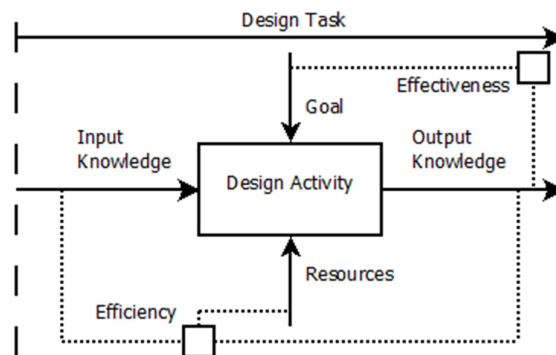 Design Task
Effectiveness
Goal
Input
Knowledge
Output
Knowledge
Design Activity
Resources
Efficiency